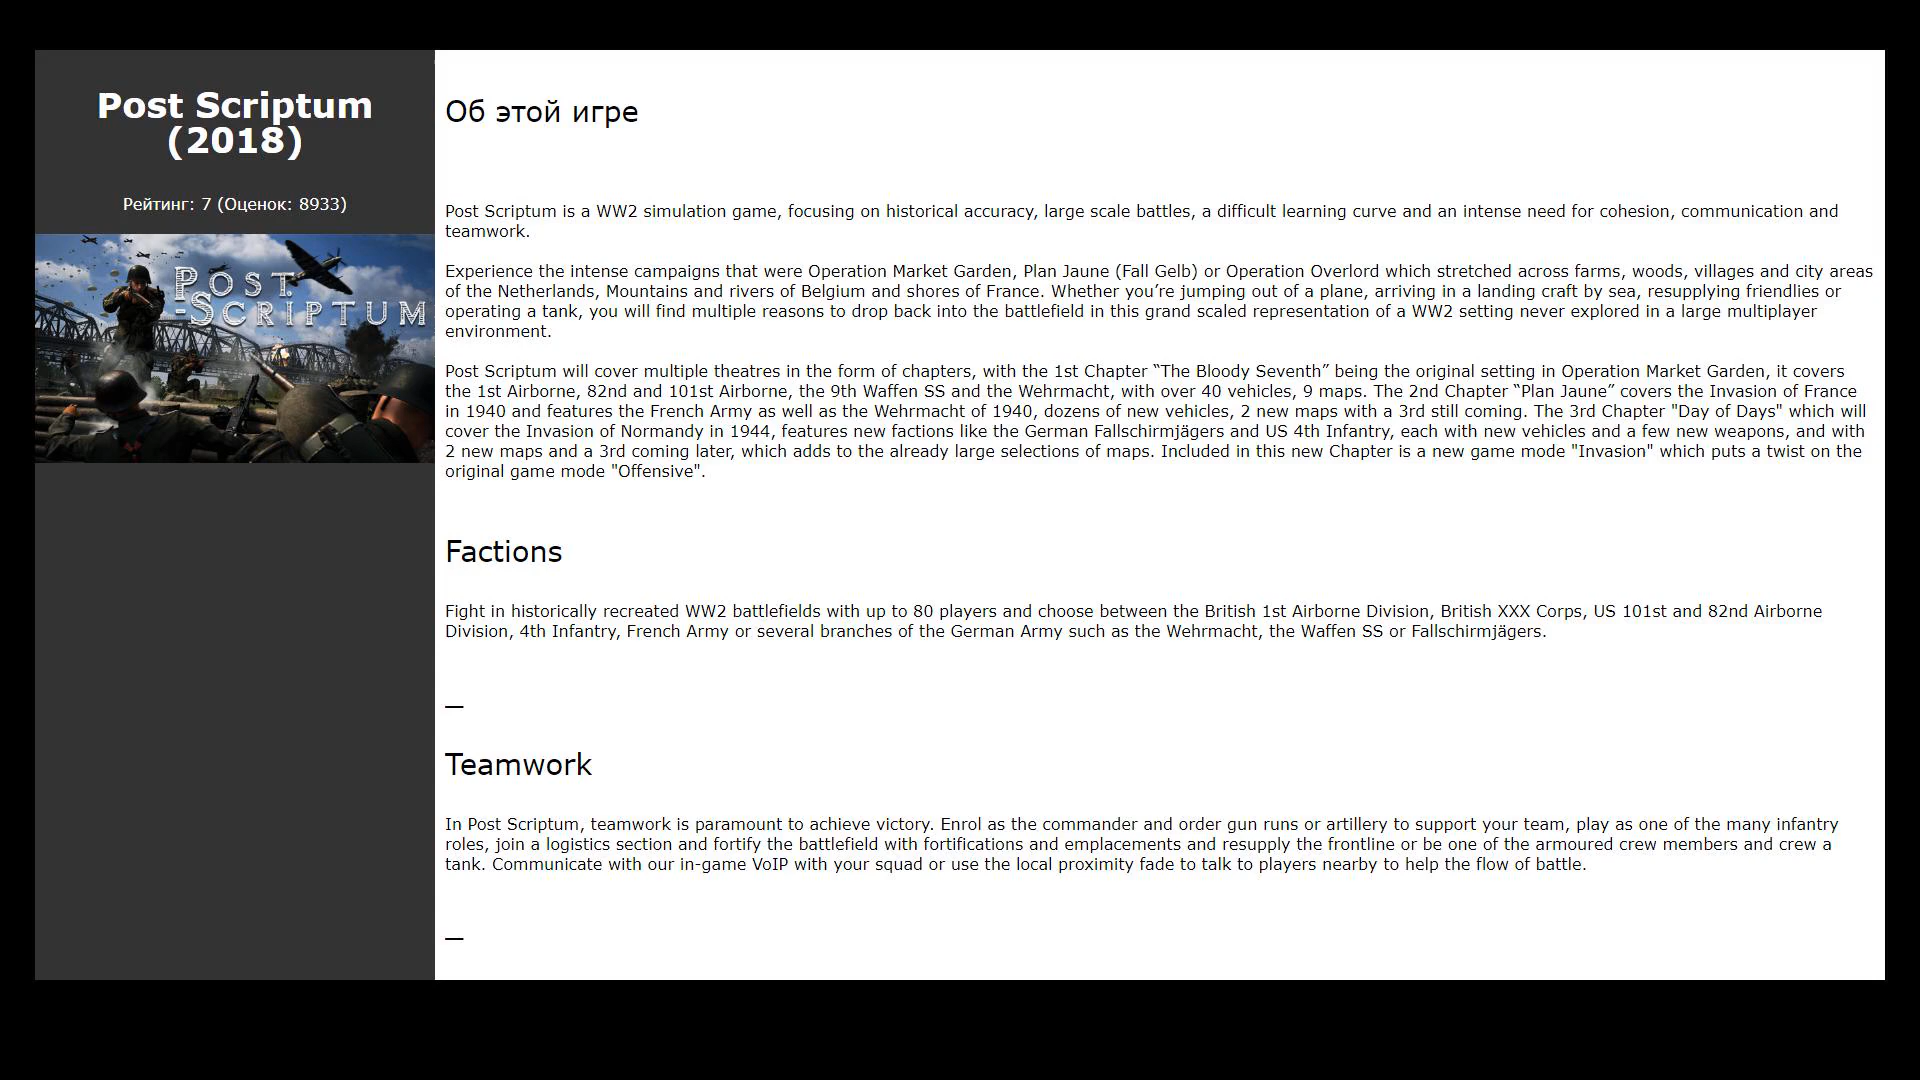 Post Scriptum
(2018)
Рейтинг: 7 (Оценок: 8933)
POST
-SCRIPTUM
Об этой игре
Post Scriptum is a WW2 simulation game, focusing on historical accuracy, large scale battles, a difficult learning curve and an intense need for cohesion, communication and
teamwork.
Experience the intense campaigns that were Operation Market Garden, Plan Jaune (Fall Gelb) or Operation Overlord which stretched across farms, woods, villages and city areas
of the Netherlands, Mountains and rivers of Belgium and shores of France. Whether you’re jumping out of a plane, arriving in a landing craft by sea, resupplying friendlies or
operating a tank, you will find multiple reasons to drop back into the battlefield in this grand scaled representation of a WW2 setting never explored in a large multiplayer
environment.
Post Scriptum will cover multiple theatres in the form of chapters, with the 1st Chapter “The Bloody Seventh” being the original setting in Operation Market Garden, it covers
the 1st Airborne, 82nd and 101st Airborne, the 9th Waffen SS and the Wehrmacht, with over 40 vehicles, 9 maps. The 2nd Chapter “Plan Jaune” covers the Invasion of France
in 1940 and features the French Army as well as the Wehrmacht of 1940, dozens of new vehicles, 2 new maps with a 3rd still coming. The 3rd Chapter "Day of Days" which will
cover the Invasion of Normandy in 1944, features new factions like the German Fallschirmjägers and US 4th Infantry, each with new vehicles and a few new weapons, and with
2 new maps and a 3rd coming later, which adds to the already large selections of maps. Included in this new Chapter is a new game mode "Invasion" which puts a twist on the
original game mode "Offensive".
Factions
Fight in historically recreated WW2 battlefields with up to 80 players and choose between the British 1st Airborne Division, British XXX Corps, US 101st and 82nd Airborne
Division, 4th Infantry, French Army or several branches of the German Army such as the Wehrmacht, the Waffen SS or Fallschirmjägers.
—
Teamwork
In Post Scriptum, teamwork is paramount to achieve victory. Enrol as the commander and order gun runs or artillery to support your team, play as one of the many infantry
roles, join a logistics section and fortify the battlefield with fortifications and emplacements and resupply the frontline or be one of the armoured crew members and crew a
tank. Communicate with our in-game VoIP with your squad or use the local proximity fade to talk to players nearby to help the flow of battle.
—